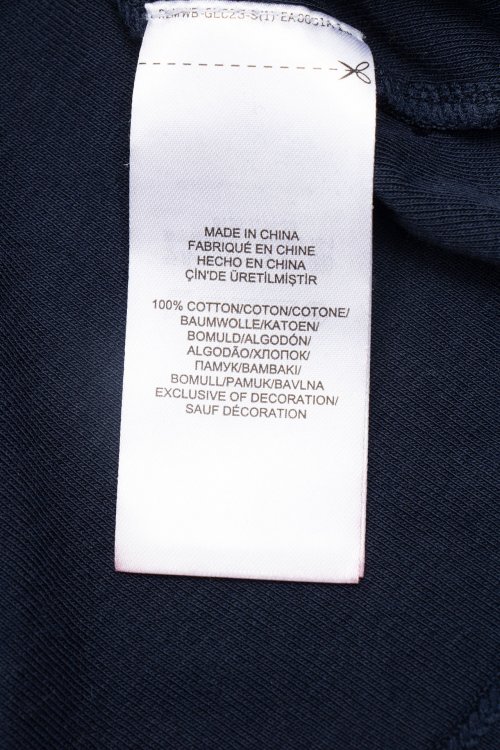 MADE IN CHINA
FABRIQUÉ EN CHINE
HECHO EN CHINA
ÇİN'DE ÜRETİLMİŞTİR
100% COTTON/COTON/COTONE/
BAUMWOLLE/KATOEN/
BOMULD/ALGODÓN/
ALGODÃO/ХЛОПОК/
ПАМУК/BAMBAKI/
BOMULL/PAMUK/BAVLNA
EXCLUSIVE OF DECORATION/
SAUF DÉCORATION